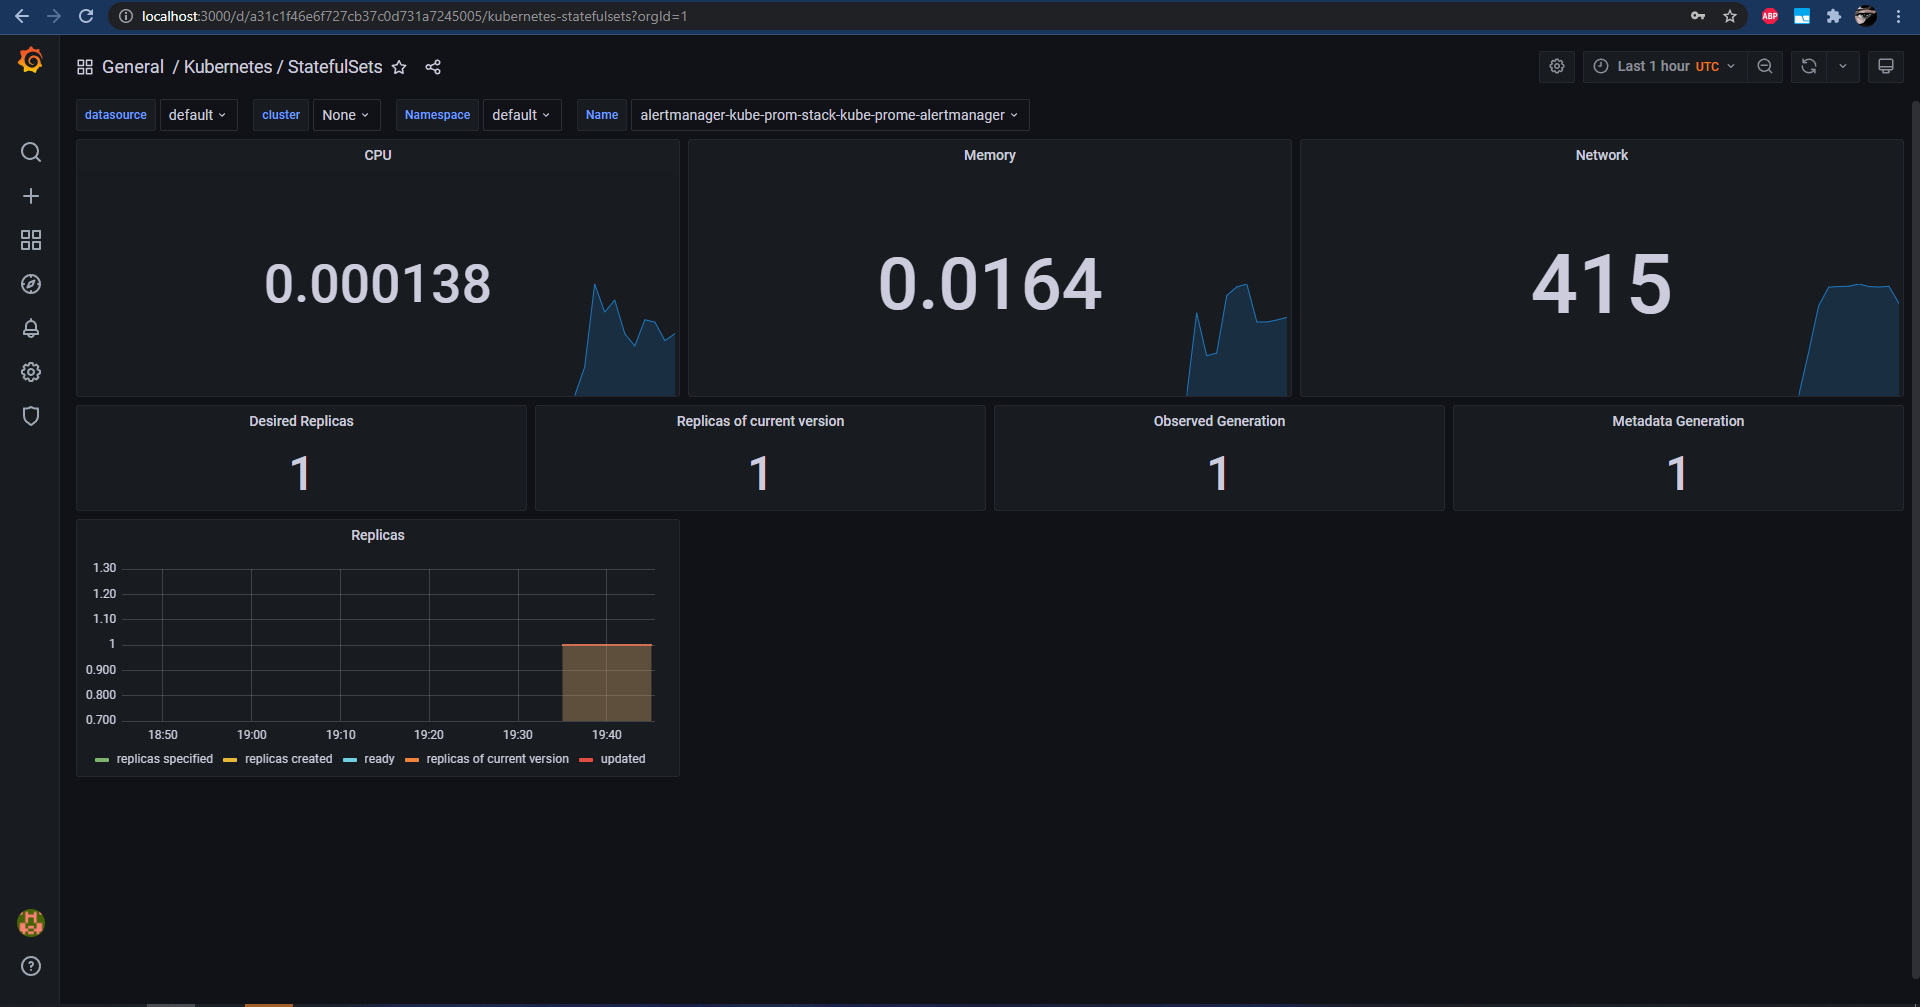 localhost:3000/d/a31c1f46e6f727cb37c0d731a7245005/kubernetes-statefulsets?orgId=1
ABP
General / Kubernetes / StatefulSets
Last 1 hour UTC
datasource default cluster None Namespace default Name alertmanager-kube-prom-stack-kube-prome-alertmanager
CPU
0.000138
Memory
0.0164
Network
415
Desired Replicas
1
Replicas of current version
1
Observed Generation
1
Metadata Generation
1
Replicas
1.30
1.20
1.10
1
0.900
0.800
0.700
18:50 19:00 19:10 19:20 19:30 19:40
replicas specified replicas created ready replicas of current version updated